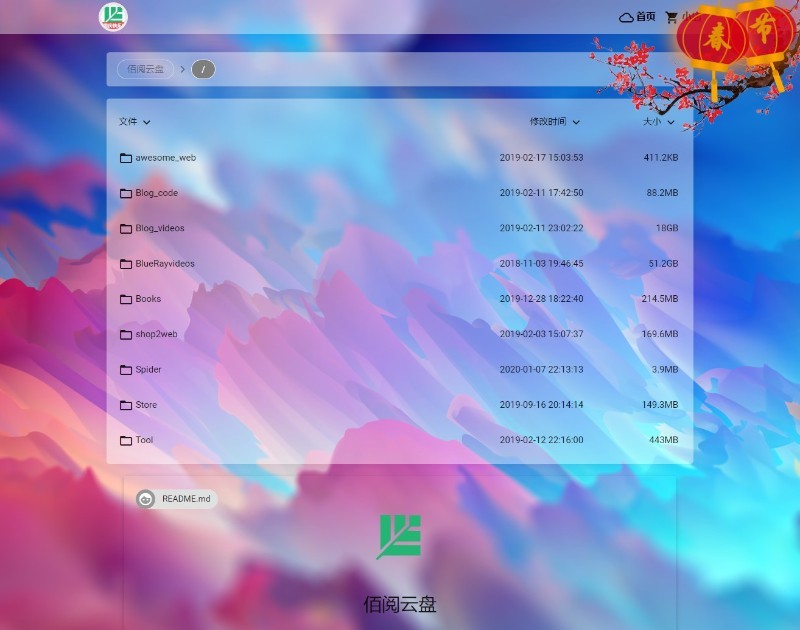 首页
春节
佰阅云盘 /
文件 修改时间 大小
awesome_web 2019-02-17 15:03:53 411.2KB
Blog_code 2019-02-11 17:42:50 88.2MB
Blog_videos 2019-02-11 23:02:22 18GB
BlueRayvideos 2018-11-03 19:46:45 51.2GB
Books 2019-12-28 18:22:40 214.5MB
shop2web 2019-02-03 15:07:37 169.6MB
Spider 2020-01-07 22:13:13 3.9MB
Store 2019-09-16 20:14:14 149.3MB
Tool 2019-02-12 22:16:00 443MB
README.md
佰阅云盘